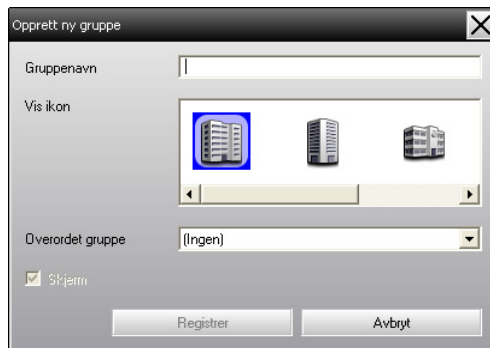 Opprett ny gruppe
Gruppenavn
Vis ikon
Overordet gruppe
(Ingen)
Skjerm
Registrer
Avbryt